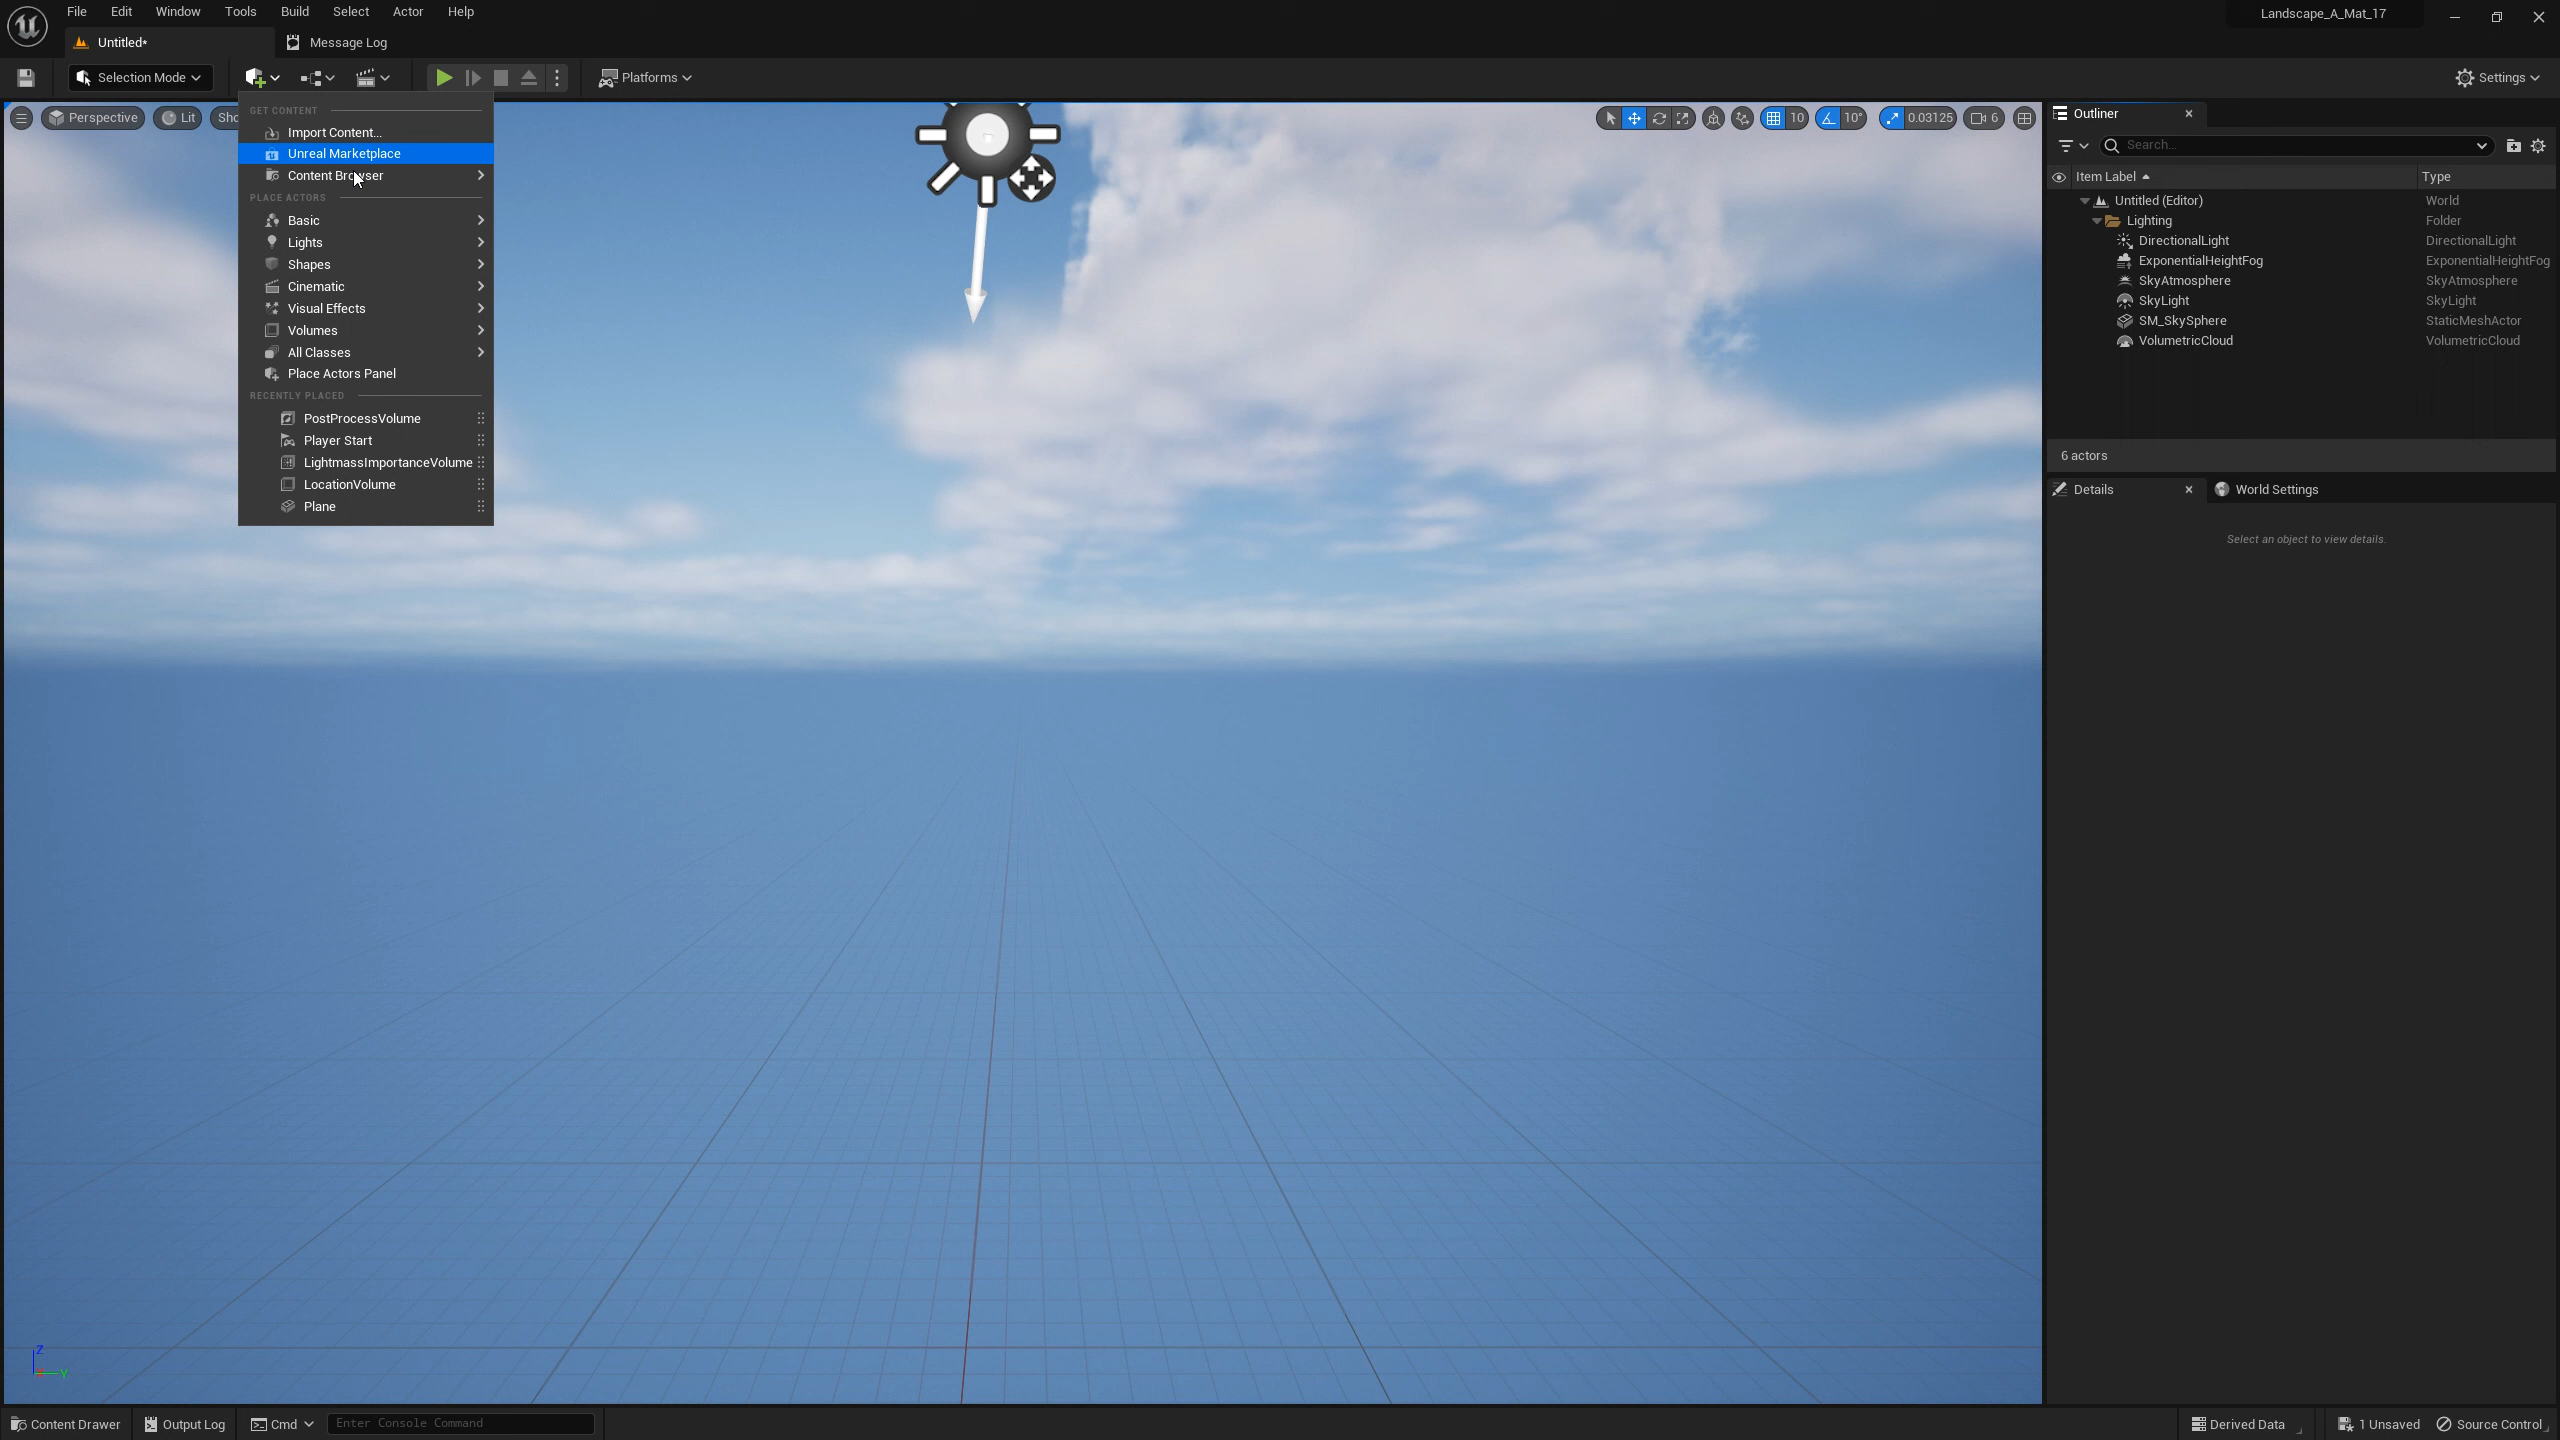 File Edit Window Tools Build Select Actor Help
Landscape_A_Mat_17
Untitled*
Message Log
Selection Mode
Platforms
Settings
Perspective
Lit
Sho
10
10°
0.03125
6
GET CONTENT
Import Content...
Unreal Marketplace
Content Browser
PLACE ACTORS
Basic
Lights
Shapes
Cinematic
Visual Effects
Volumes
All Classes
Place Actors Panel
RECENTLY PLACED
PostProcessVolume
Player Start
LightmassImportanceVolume
LocationVolume
Plane
Outliner
Search...
Item Label Type
Untitled (Editor) World
Lighting Folder
DirectionalLight DirectionalLight
ExponentialHeightFog ExponentialHeightFog
SkyAtmosphere SkyAtmosphere
SkyLight SkyLight
SM_SkySphere StaticMeshActor
VolumetricCloud VolumetricCloud
6 actors
Details
World Settings
Select an object to view details.
Z
Y
Content Drawer
Output Log
Cmd
Enter Console Command
Derived Data
1 Unsaved
Source Control